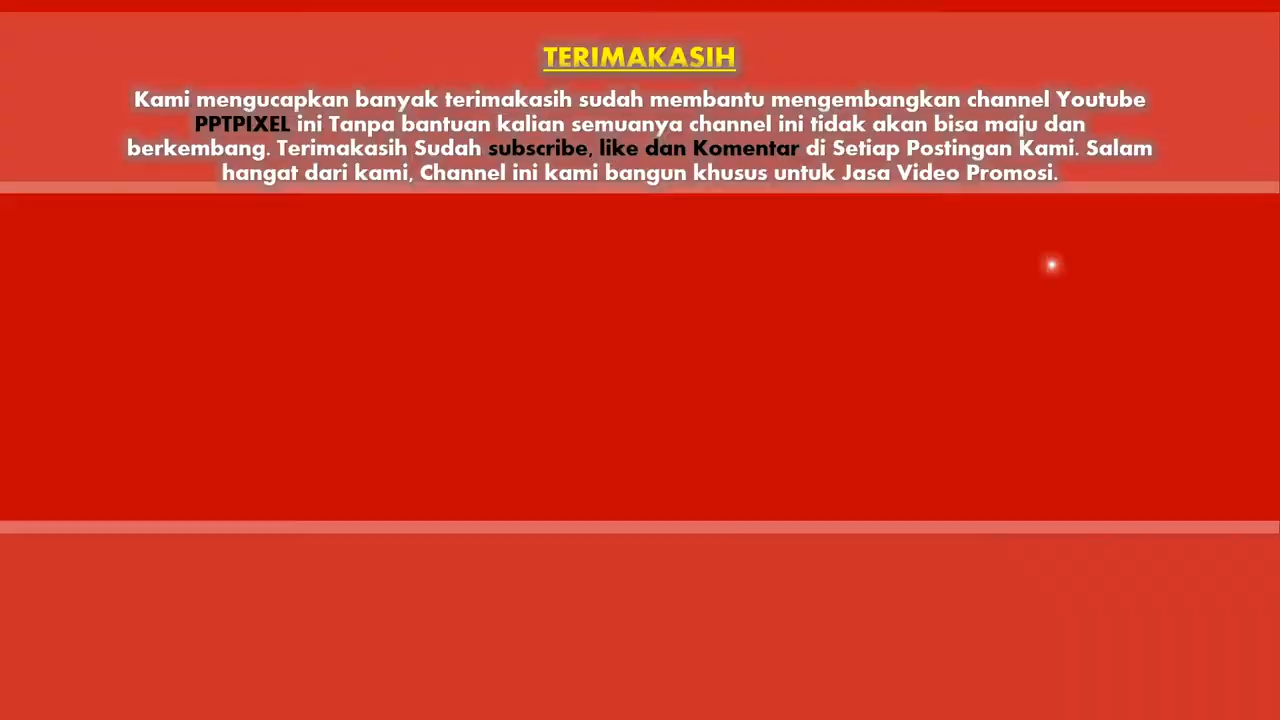 TERIMAKASIH
Kami mengucapkan banyak terimakasih sudah membantu mengembangkan channel Youtube
PPTPIXEL ini Tanpa bantuan kalian semuanya channel ini tidak akan bisa maju dan
berkembang. Terimakasih Sudah subscribe, like dan Komentar di Setiap Postingan Kami. Salam
hangat dari kami, Channel ini kami bangun khusus untuk Jasa Video Promosi.